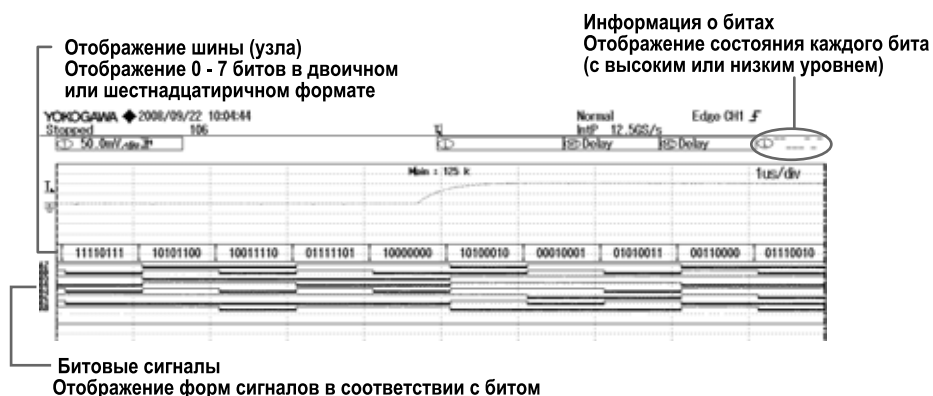 Информация о битах
Отображение состояния каждого бита
(с высоким или низким уровнем)
Отображение шины (узла)
Отображение 0 - 7 битов в двоичном
или шестнадцатиричном формате
YOKOGAWA ◆ 2008/09/22 10:04:44
Normal
Edge CH1
Stopped
106
IntP 12.5GS/s
50.0mV
Delay
Delay
Main : 125 k
1us/div
11110111 10101100 10011110 01111101 10000000 10100010 00010001 01010011 00110000 01110010
Битовые сигналы
Отображение форм сигналов в соответствии с битом